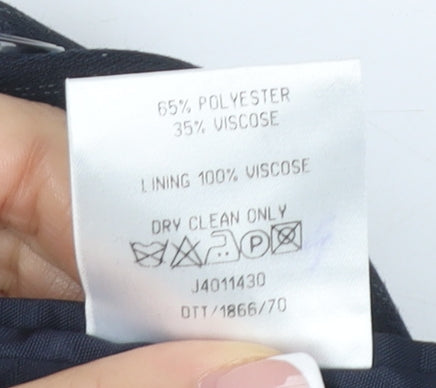 65% POLYESTER
35% VISCOSE
LINING 100% VISCOSE
DRY CLEAN ONLY
P
J4011430
DTT/1866/70